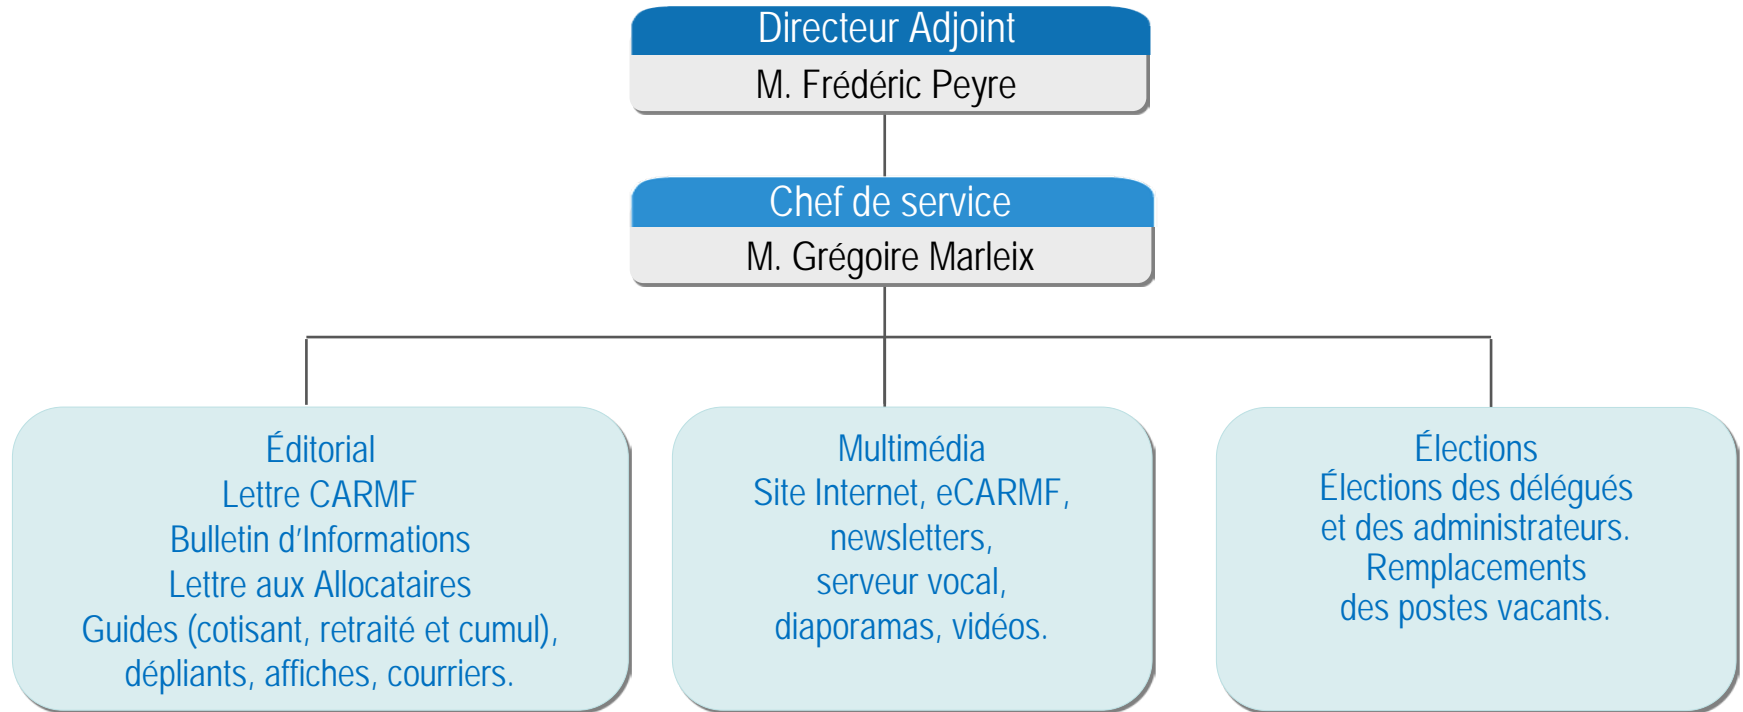 Directeur Adjoint
M. Frédéric Peyre
Chef de service
M. Grégoire Marleix
Éditorial
Lettre CARMF
Bulletin d’Informations
Lettre aux Allocataires
Guides (cotisant, retraité et cumul),
dépliants, affiches, courriers.
Multimédia
Site Internet, eCARMF,
newsletters,
serveur vocal,
diaporamas, vidéos.
Élections
Élections des délégués
et des administrateurs.
Remplacements
des postes vacants.